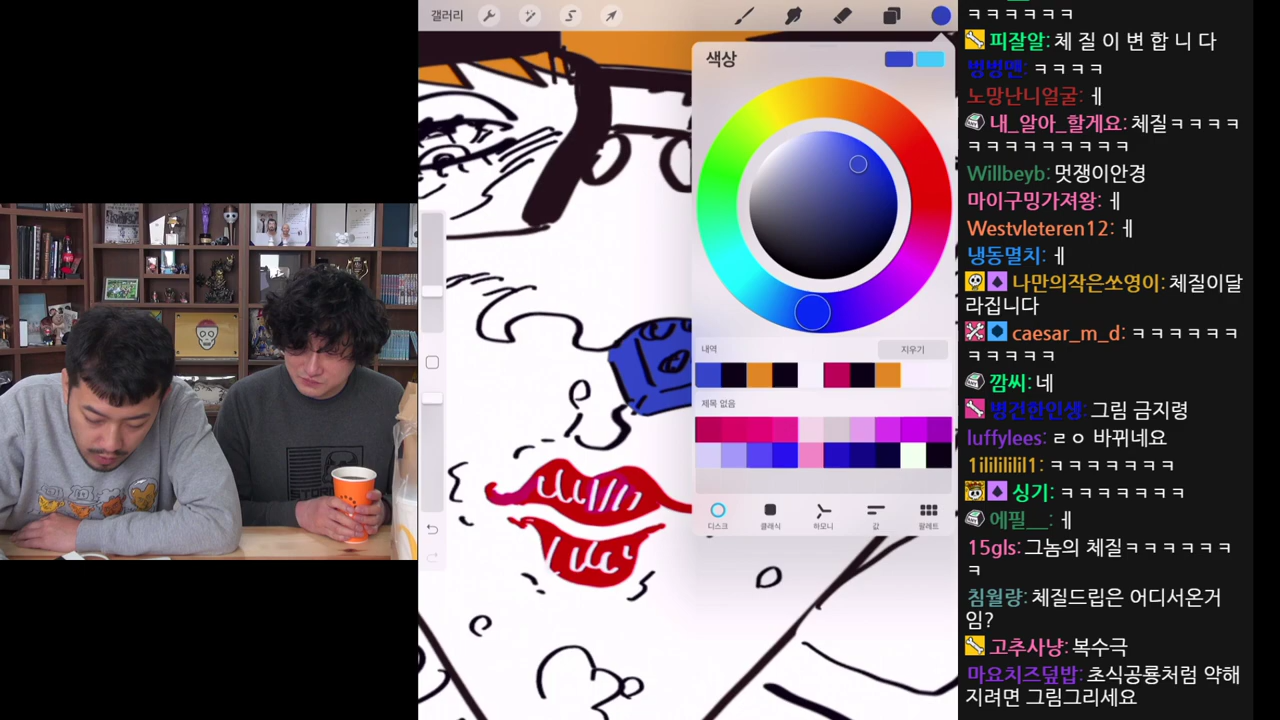 갤러리
색상
내역
지우기
제목 없음
디스크
클래식
하모니
값
팔레트
ㅋㅋㅋㅋㅋㅋ
피잘알: 체 질 이 변 합 니 다
병병맨: ㅋㅋㅋㅋ
노망난니얼굴: ㅔ
내_알아_할게요: 체질ㅋㅋㅋㅋ
ㅋㅋㅋㅋㅋㅋㅋㅋㅋ
Willbeyb: 멋쟁이안경
마이구밍가져왕: ㅔ
Westvleteren12: ㅔ
냉동멸치: ㅔ
나만의작은쏘영이: 체질이달
라집니다
caesar_m_d: ㅋㅋㅋㅋㅋㅋ
ㅋㅋㅋㅋㅋ
깜씨: 네
병건한인생: 그림 금지령
luffylees: ㄹㅇ 바뀌네요
1ilililililil1: ㅋㅋㅋㅋㅋㅋㅋ
싱기: ㅋㅋㅋㅋㅋㅋㅋ
에필__: ㅔ
15gls: 그놈의 체질ㅋㅋㅋㅋㅋㅋ
ㅋ
침월량: 체질드립은 어디서온거
임?
고추사냥: 복수극
마요치즈덮밥: 초식공룡처럼 약해
지려면 그림그리세요